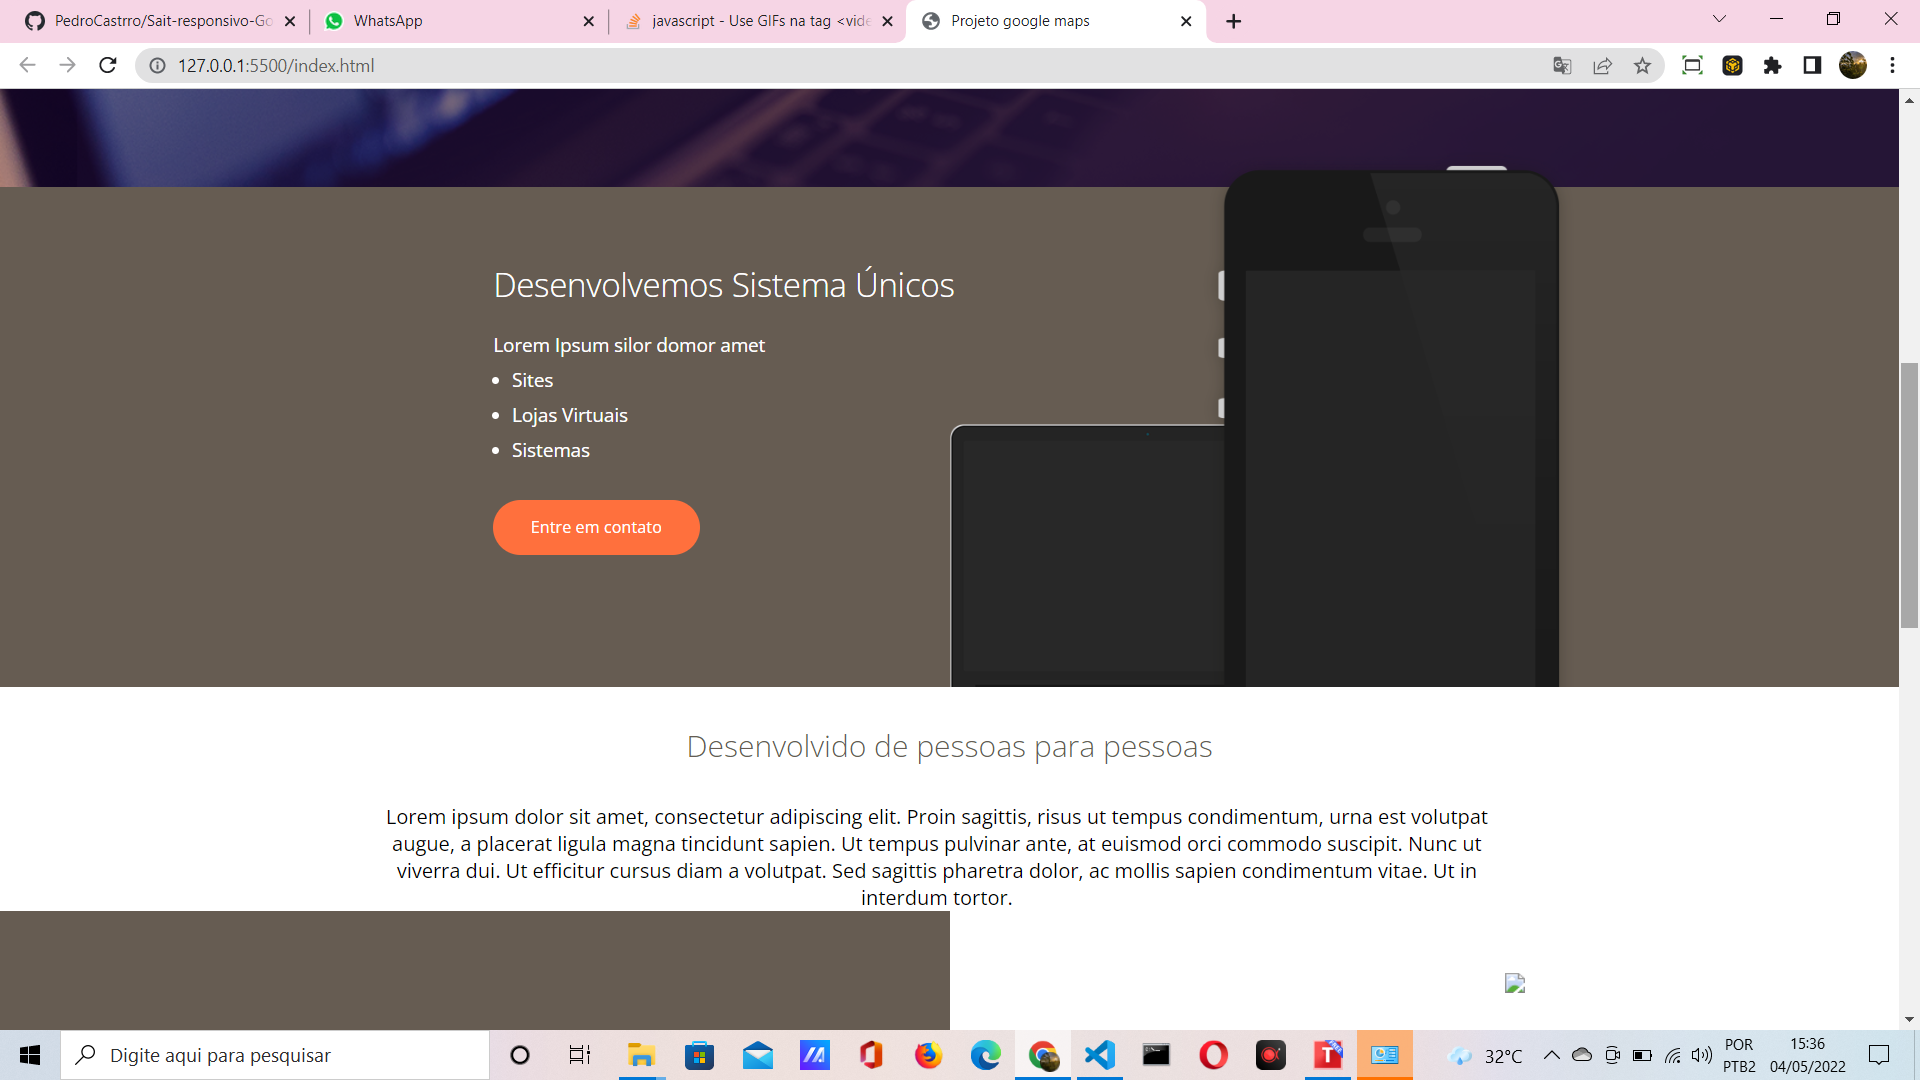 PedroCastrro/Sait-responsivo-Go
WhatsApp
javascript - Use GIFs na tag <vide
Projeto google maps
127.0.0.1:5500/index.html
Desenvolvemos Sistema Únicos
Lorem Ipsum silor domor amet
Sites
Lojas Virtuais
Sistemas
Entre em contato
Desenvolvido de pessoas para pessoas
Lorem ipsum dolor sit amet, consectetur adipiscing elit. Proin sagittis, risus ut tempus condimentum, urna est volutpat
augue, a placerat ligula magna tincidunt sapien. Ut tempus pulvinar ante, at euismod orci commodo suscipit. Nunc ut
viverra dui. Ut efficitur cursus diam a volutpat. Sed sagittis pharetra dolor, ac mollis sapien condimentum vitae. Ut in
interdum tortor.
Digite aqui para pesquisar
32°C
POR
PTB2
15:36
04/05/2022